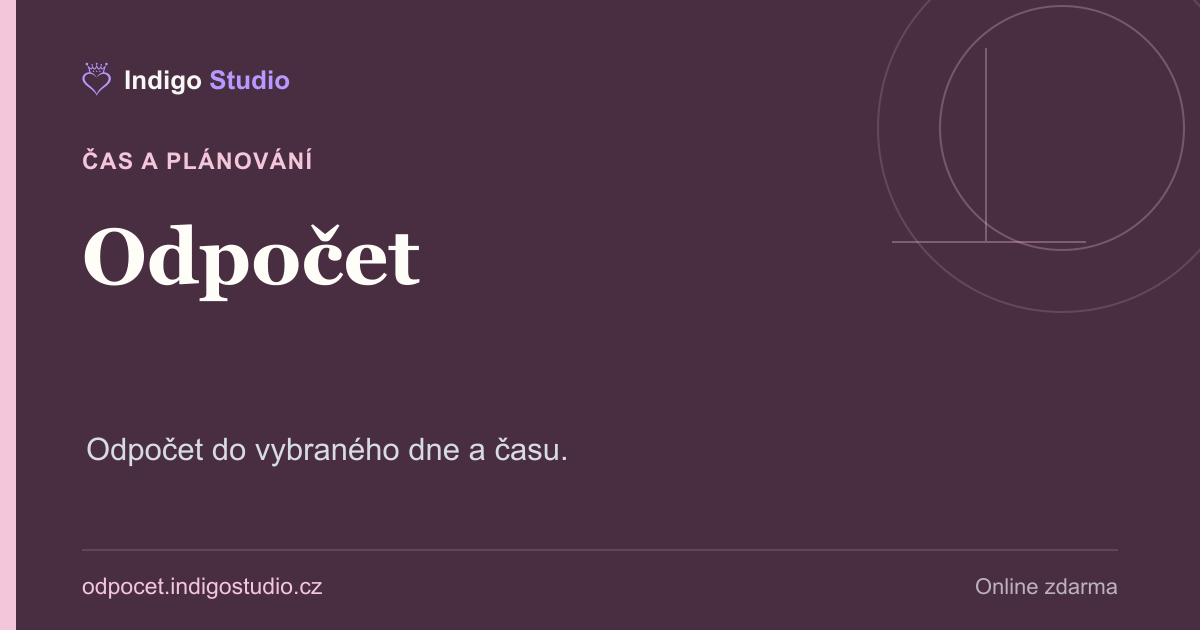 Indigo Studio
ČAS A PLÁNOVÁNÍ
Odpočet
Odpočet do vybraného dne a času.
odpocet.indigostudio.cz
Online zdarma